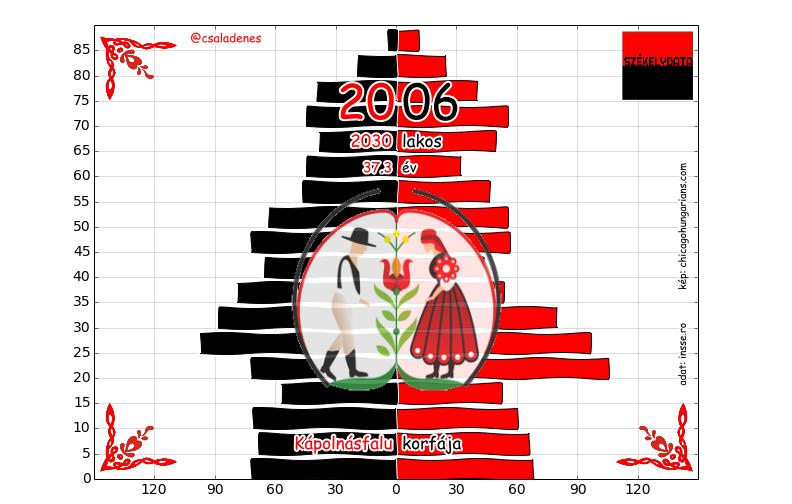 @csaladenes
SZÉKELYDATA
2006
2030 lakos
37.3 év
kép: chicagohungarians.com
adat: insse.ro
Kápolnásfalu korfája
85
80
75
70
65
60
55
50
45
40
35
30
25
20
15
10
5
0
120 90 60 30 0 30 60 90 120